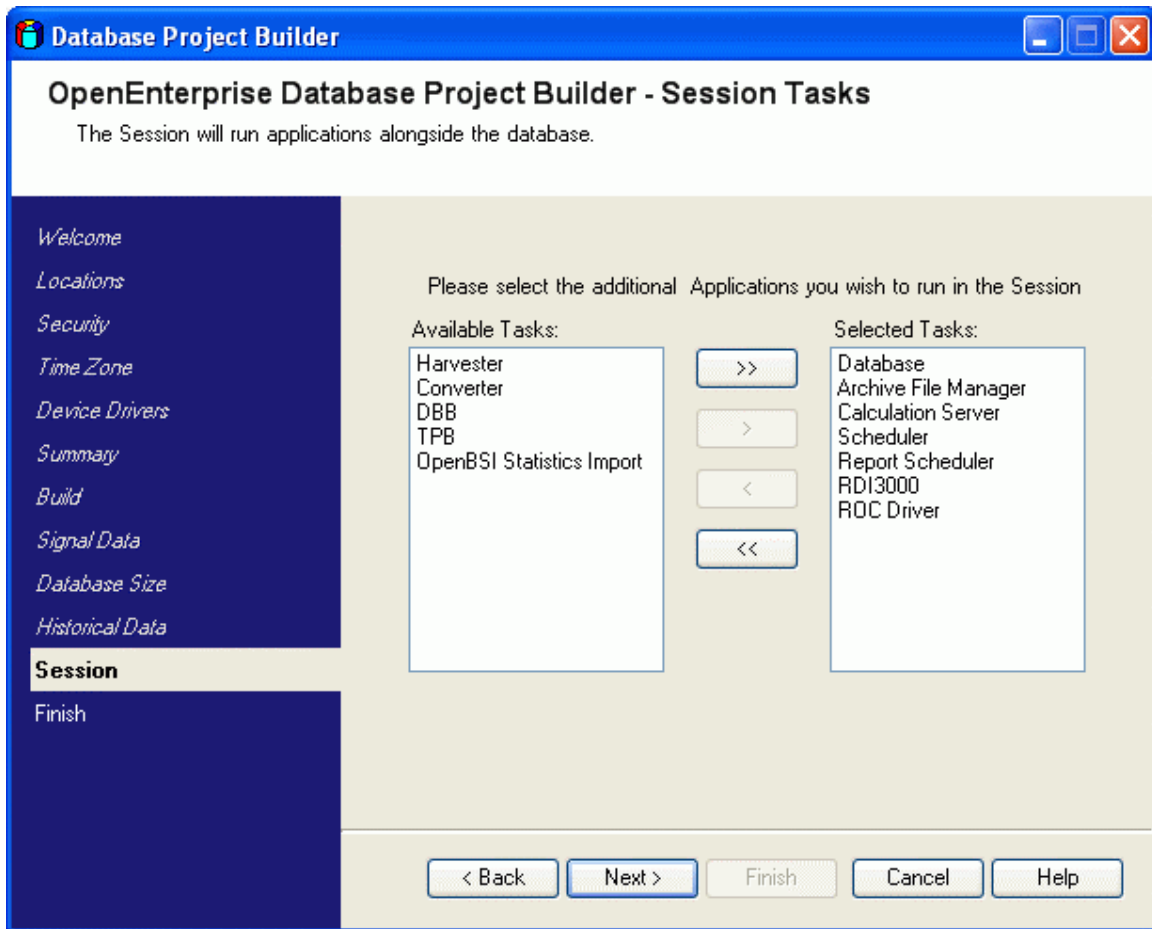 Database Project Builder
OpenEnterprise Database Project Builder - Session Tasks
The Session will run applications alongside the database.
Welcome
Locations
Security
Time Zone
Device Drivers
Summary
Build
Signal Data
Database Size
Historical Data
Session
Finish
Please select the additional Applications you wish to run in the Session
Available Tasks:
Harvester
Converter
DBB
TPB
OpenBSI Statistics Import
>>
>
<
<<
Selected Tasks:
Database
Archive File Manager
Calculation Server
Scheduler
Report Scheduler
RDI3000
ROC Driver
< Back
Next >
Finish
Cancel
Help